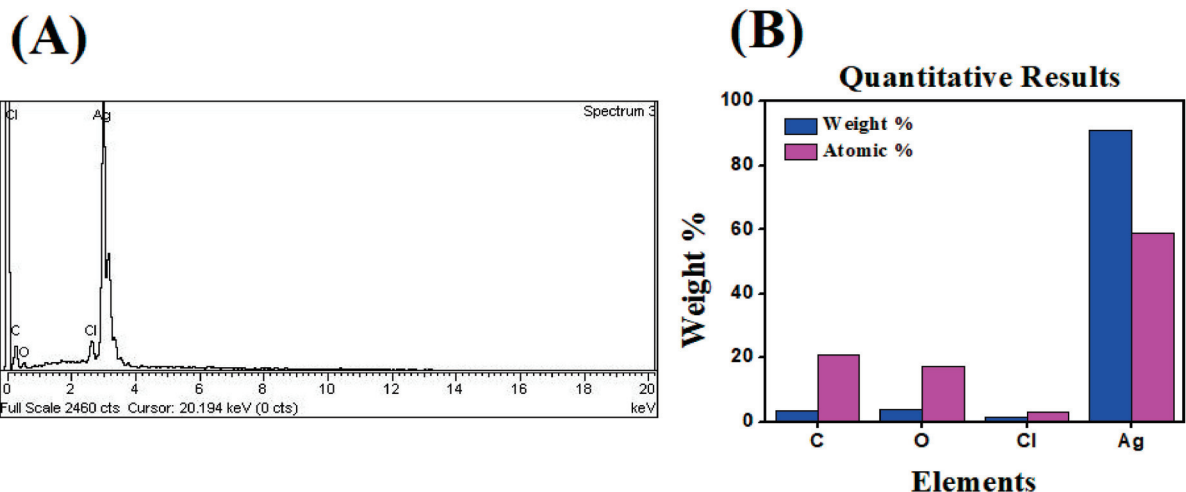 (A)
Cl
Ag
Spectrum 3
C
O
Cl
0 2 4 6 8 10 12 14 16 18 20
Full Scale 2460 cts Cursor: 20.194 keV (0 cts)
keV
(B)
Quantitative Results
100
80
60
40
20
0
Weight %
Weight %
Atomic %
C O Cl Ag
Elements